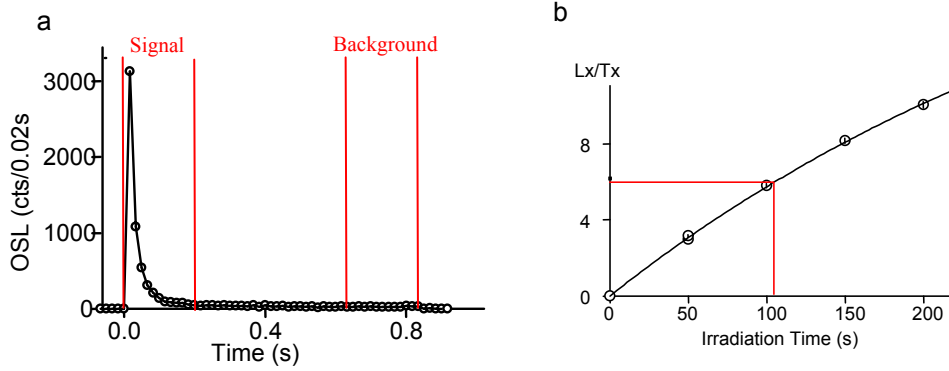 a
Signal
Background
3000
2000
1000
0
OSL (cts/0.02s)
0.0
0.4
0.8
Time (s)
b
Lx/Tx
8
4
0
0
50
100
150
200
Irradiation Time (s)